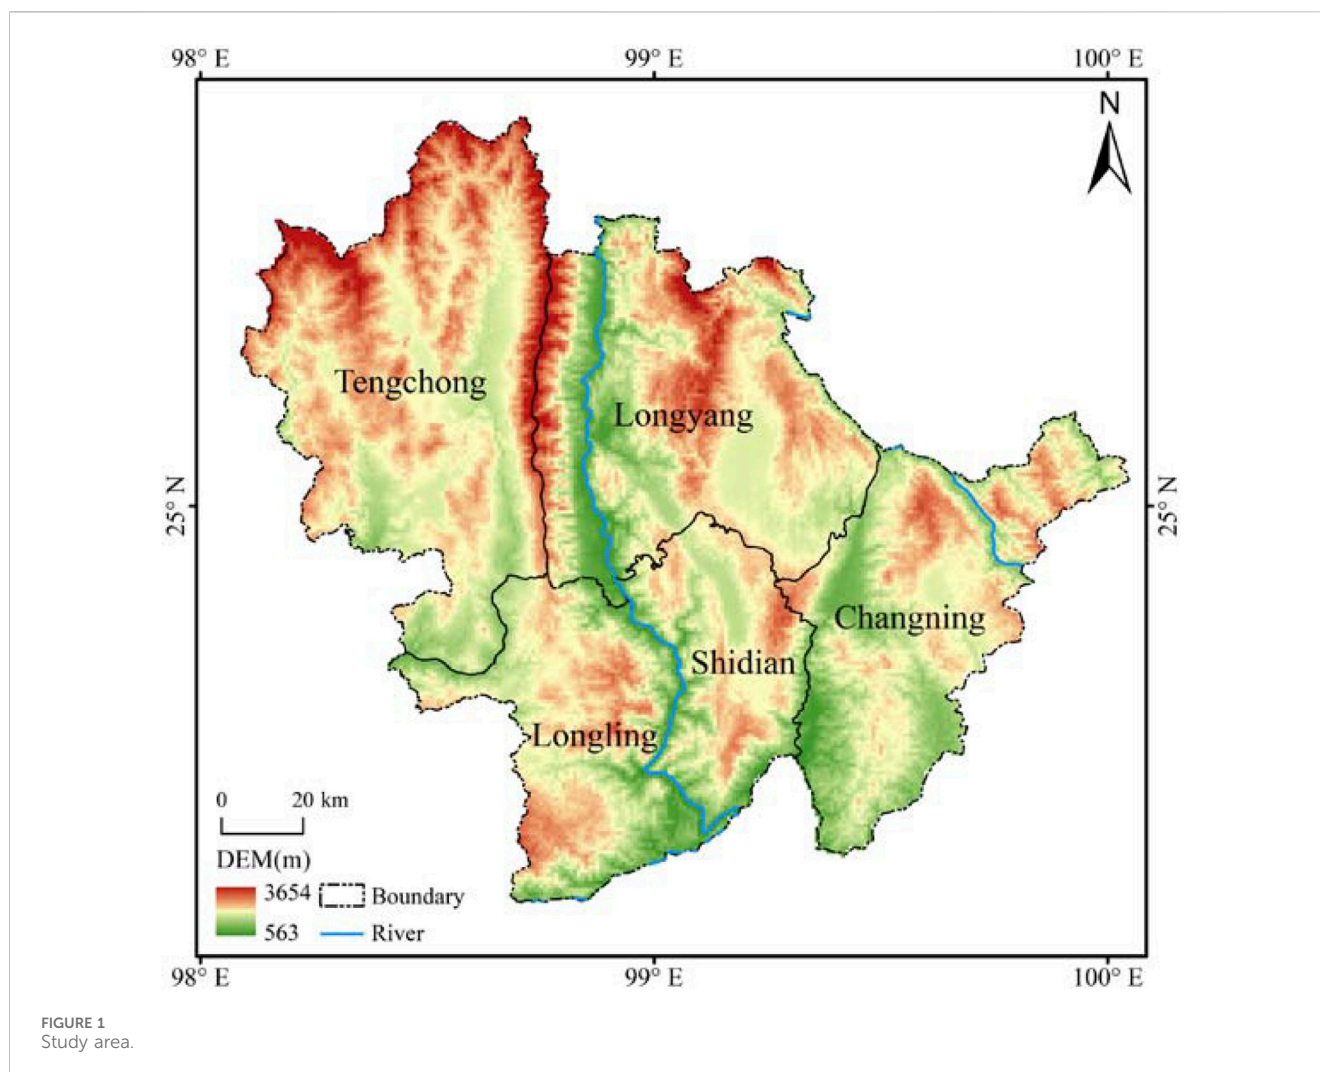 98° E 99° E 100° E
N
Tengchong
Longyang
25° N 25° N
Changning
Shidian
Longling
0 20 km
DEM(m)
3654 Boundary
563 River
98° E 99° E 100° E
FIGURE 1
Study area.